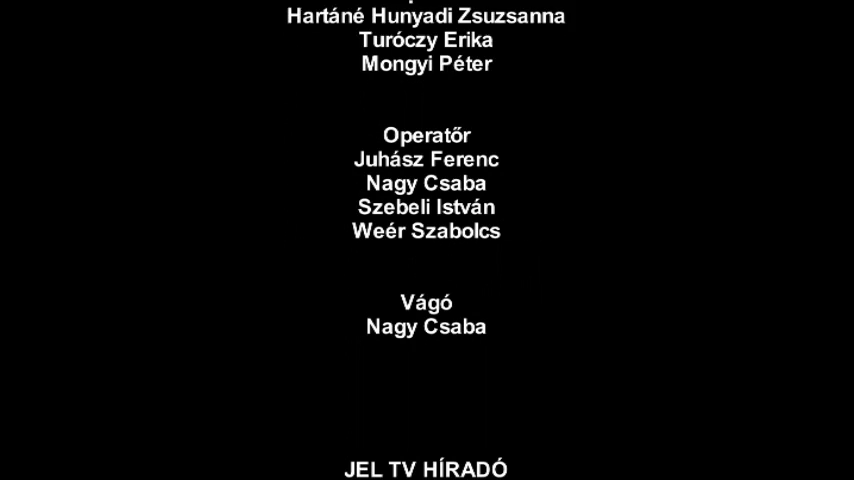 Hartáné Hunyadi Zsuzsanna
Turóczy Erika
Mongyi Péter
Operatőr
Juhász Ferenc
Nagy Csaba
Szebeli István
Weér Szabolcs
Vágó
Nagy Csaba
JEL TV HÍRADÓ